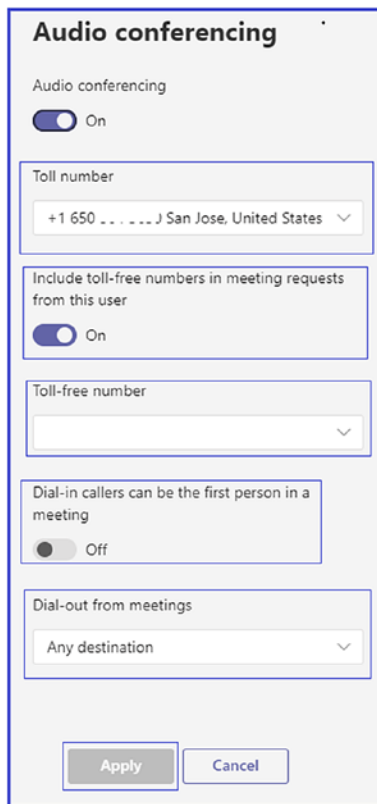 Audio conferencing
Audio conferencing
On
Toll number
+1 650 San Jose, United States
Include toll-free numbers in meeting requests
from this user
On
Toll-free number
Dial-in callers can be the first person in a
meeting
Off
Dial-out from meetings
Any destination
Apply
Cancel